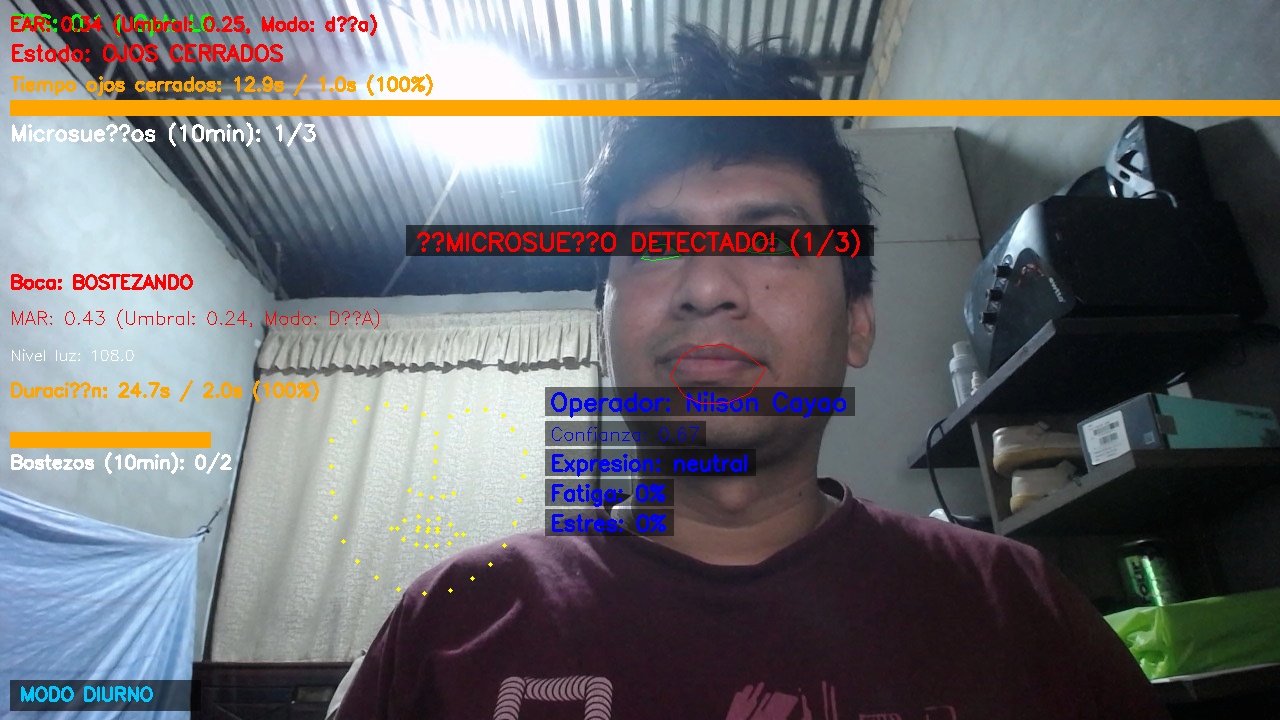 EAR: 0.34 (Umbral: 0.25, Modo: d??a)
Estado: OJOS CERRADOS
Tiempo ojos cerrados: 12.9s / 1.0s (100%)
Microsue??os (10min): 1/3
??MICROSUE??O DETECTADO! (1/3)
Boca: BOSTEZANDO
MAR: 0.43 (Umbral: 0.24, Modo: D??A)
Nivel luz: 108.0
Duraci??n: 24.7s / 2.0s (100%)
Operador: Nilson Cayao
Confianza: 0.67
Bostezos (10min): 0/2
Expresion: neutral
Fatiga: 0%
Estres: 0%
MODO DIURNO